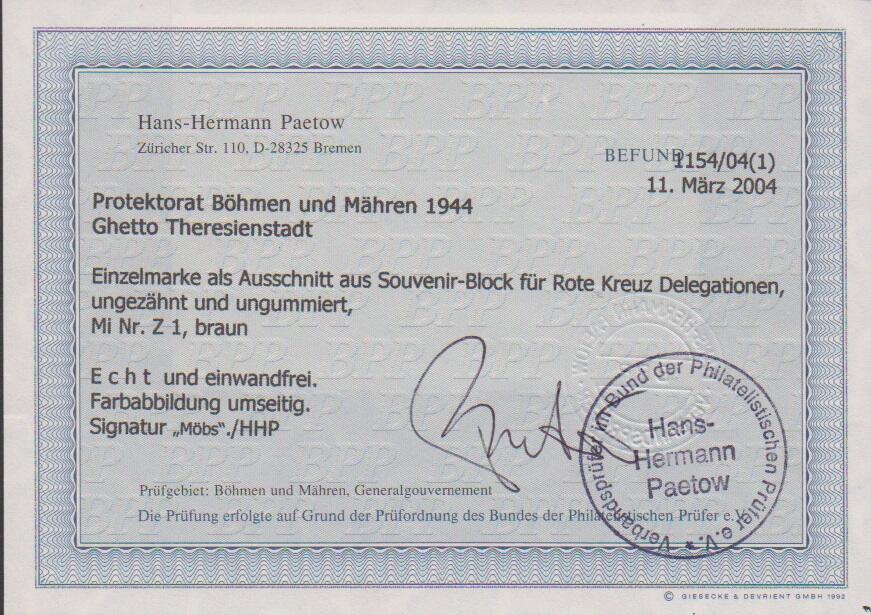 Hans-Hermann Paetow
Züricher Str. 110, D-28325 Bremen
BEFUND 1154/04(1)
11. März 2004
Protektorat Böhmen und Mähren 1944
Ghetto Theresienstadt
Einzelmarke als Ausschnitt aus Souvenir-Block für Rote Kreuz Delegationen,
ungezähnt und ungummiert,
Mi Nr. Z 1, braun
E c h t und einwandfrei.
Farbabbildung umseitig.
Signatur „Möbs“./HHP
Verbandsprüfer im Bund der Philatelistischen Prüfer e.V.
Hans-
Hermann
Paetow
Prüfgebiet: Böhmen und Mähren, Generalgouvernement
Die Prüfung erfolgte auf Grund der Prüfordnung des Bundes der Philatelistischen Prüfer e.V.
© GIESECKE & DEVRIENT GMBH 1992